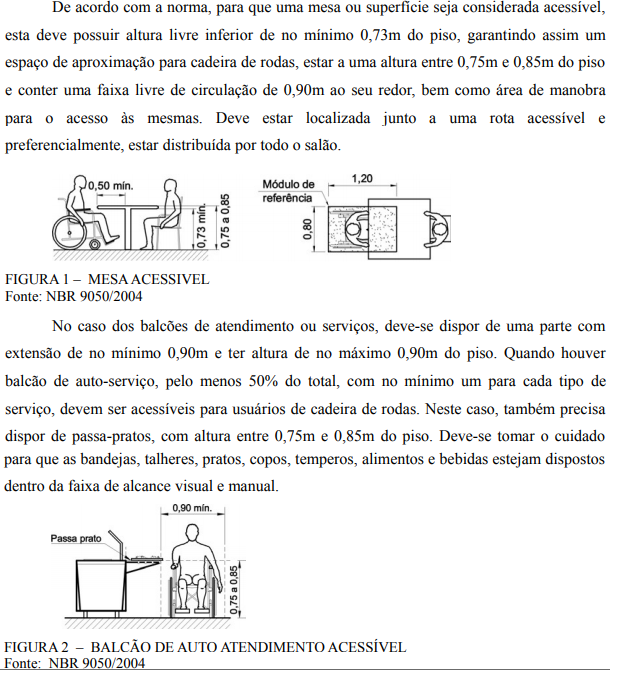 De acordo com a norma, para que uma mesa ou superfície seja considerada acessível,
esta deve possuir altura livre inferior de no mínimo 0,73m do piso, garantindo assim um
espaço de aproximação para cadeira de rodas, estar a uma altura entre 0,75m e 0,85m do piso
e conter uma faixa livre de circulação de 0,90m ao seu redor, bem como área de manobra
para o acesso às mesmas. Deve estar localizada junto a uma rota acessível e
preferencialmente, estar distribuída por todo o salão.
0,50 mín.
0,73 mín.
0,75 a 0,85
Módulo de
referência
1,20
0,80
FIGURA 1 – MESA ACESSIVEL
Fonte: NBR 9050/2004
No caso dos balcões de atendimento ou serviços, deve-se dispor de uma parte com
extensão de no mínimo 0,90m e ter altura de no máximo 0,90m do piso. Quando houver
balcão de auto-serviço, pelo menos 50% do total, com no mínimo um para cada tipo de
serviço, devem ser acessíveis para usuários de cadeira de rodas. Neste caso, também precisa
dispor de passa-pratos, com altura entre 0,75m e 0,85m do piso. Deve-se tomar o cuidado
para que as bandejas, talheres, pratos, copos, temperos, alimentos e bebidas estejam dispostos
dentro da faixa de alcance visual e manual.
0,90 mín.
Passa prato
0,75 a 0,85
FIGURA 2 – BALCÃO DE AUTO ATENDIMENTO ACESSÍVEL
Fonte: NBR 9050/2004